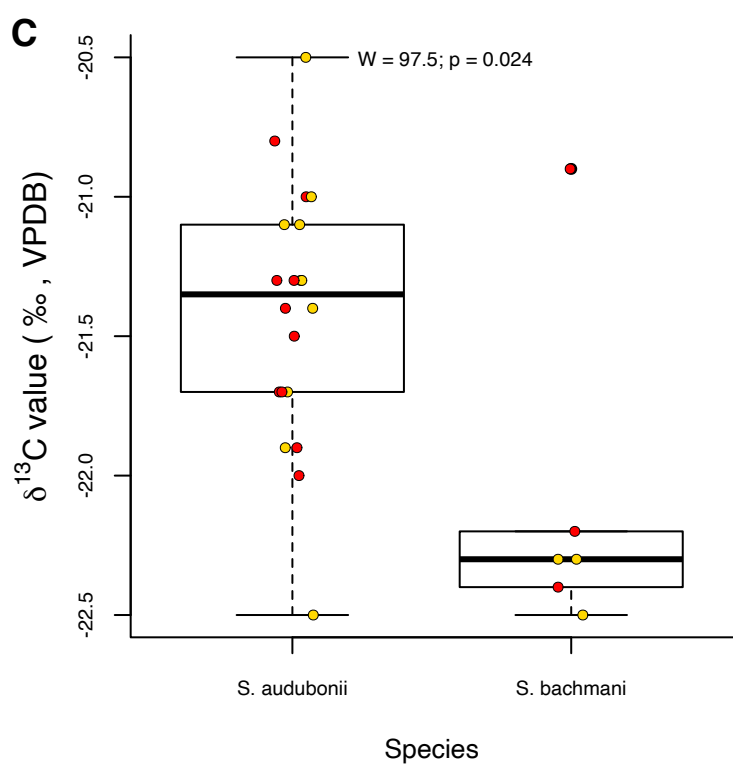 C
W = 97.5; p = 0.024
δ¹³C value ( ‰ , VPDB)
-20.5
-21.0
-21.5
-22.0
-22.5
S. audubonii
S. bachmani
Species